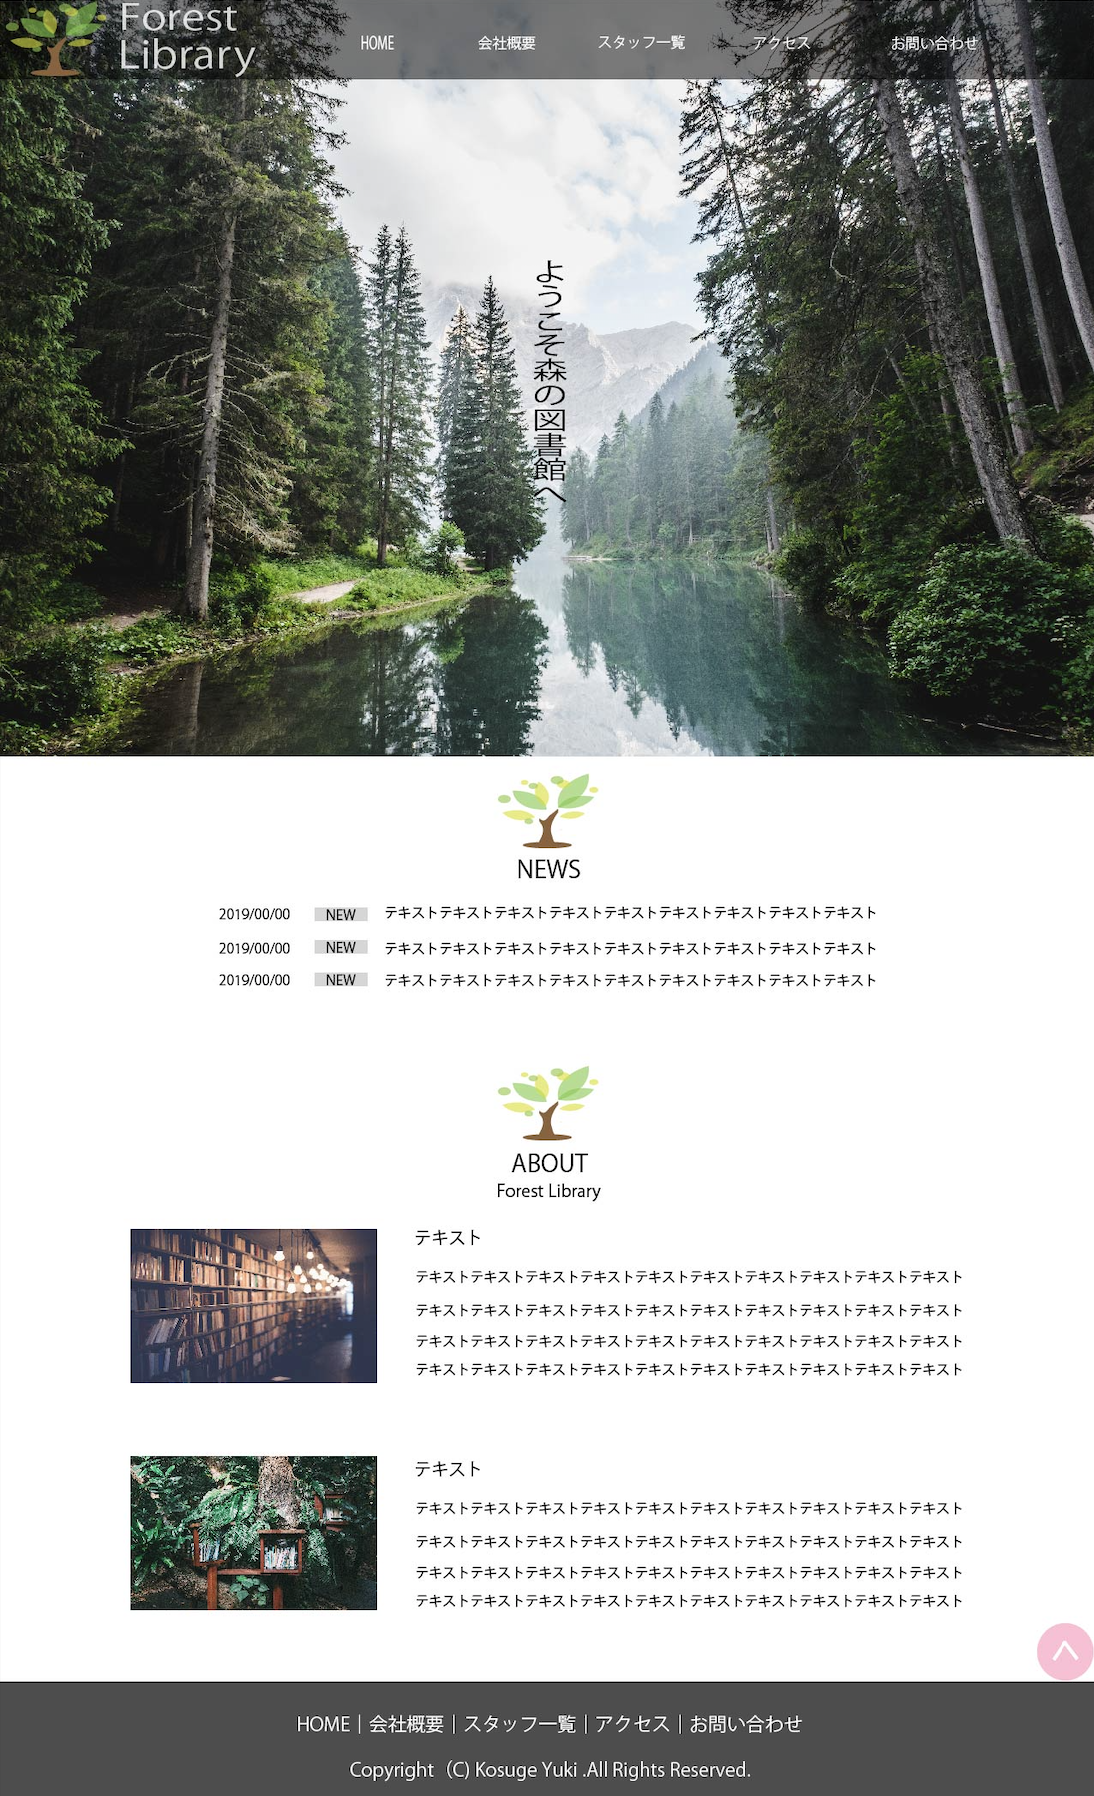 Forest
Library
HOME
会社概要
スタッフ一覧
アクセス
お問い合わせ
ようこそ森の図書館へ
NEWS
2019/00/00 NEW テキストテキストテキストテキストテキストテキストテキストテキストテキスト
2019/00/00 NEW テキストテキストテキストテキストテキストテキストテキストテキストテキスト
2019/00/00 NEW テキストテキストテキストテキストテキストテキストテキストテキストテキスト
ABOUT
Forest Library
テキスト
テキストテキストテキストテキストテキストテキストテキストテキストテキストテキスト
テキストテキストテキストテキストテキストテキストテキストテキストテキストテキスト
テキストテキストテキストテキストテキストテキストテキストテキストテキストテキスト
テキストテキストテキストテキストテキストテキストテキストテキストテキストテキスト
テキスト
テキストテキストテキストテキストテキストテキストテキストテキストテキストテキスト
テキストテキストテキストテキストテキストテキストテキストテキストテキストテキスト
テキストテキストテキストテキストテキストテキストテキストテキストテキストテキスト
テキストテキストテキストテキストテキストテキストテキストテキストテキストテキスト
HOME｜会社概要｜スタッフ一覧｜アクセス｜お問い合わせ
Copyright（C) Kosuge Yuki .All Rights Reserved.